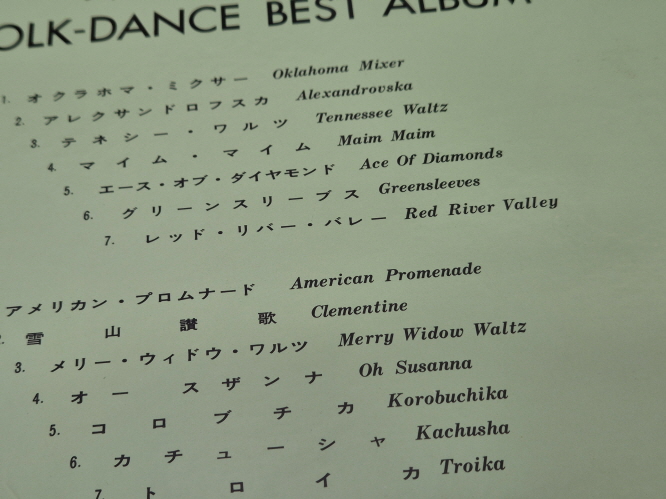 OLK-DANCE BEST ALBUM
1. オクラホマ・ミクサー Oklahoma Mixer
2. アレクサンドロフスカ Alexandrovska
3. テネシー・ワルツ Tennessee Waltz
4. マイム・マイム Maim Maim
5. エース・オブ・ダイヤモンド Ace Of Diamonds
6. グリーンスリーブス Greensleeves
7. レッド・リバー・バレー Red River Valley
アメリカン・プロムナード American Promenade
雪山讃歌 Clementine
3. メリー・ウィドウ・ワルツ Merry Widow Waltz
4. オースザンナ Oh Susanna
5. コロブチカ Korobuchika
6. カチューシャ Kachusha
7. トロイカ Troika